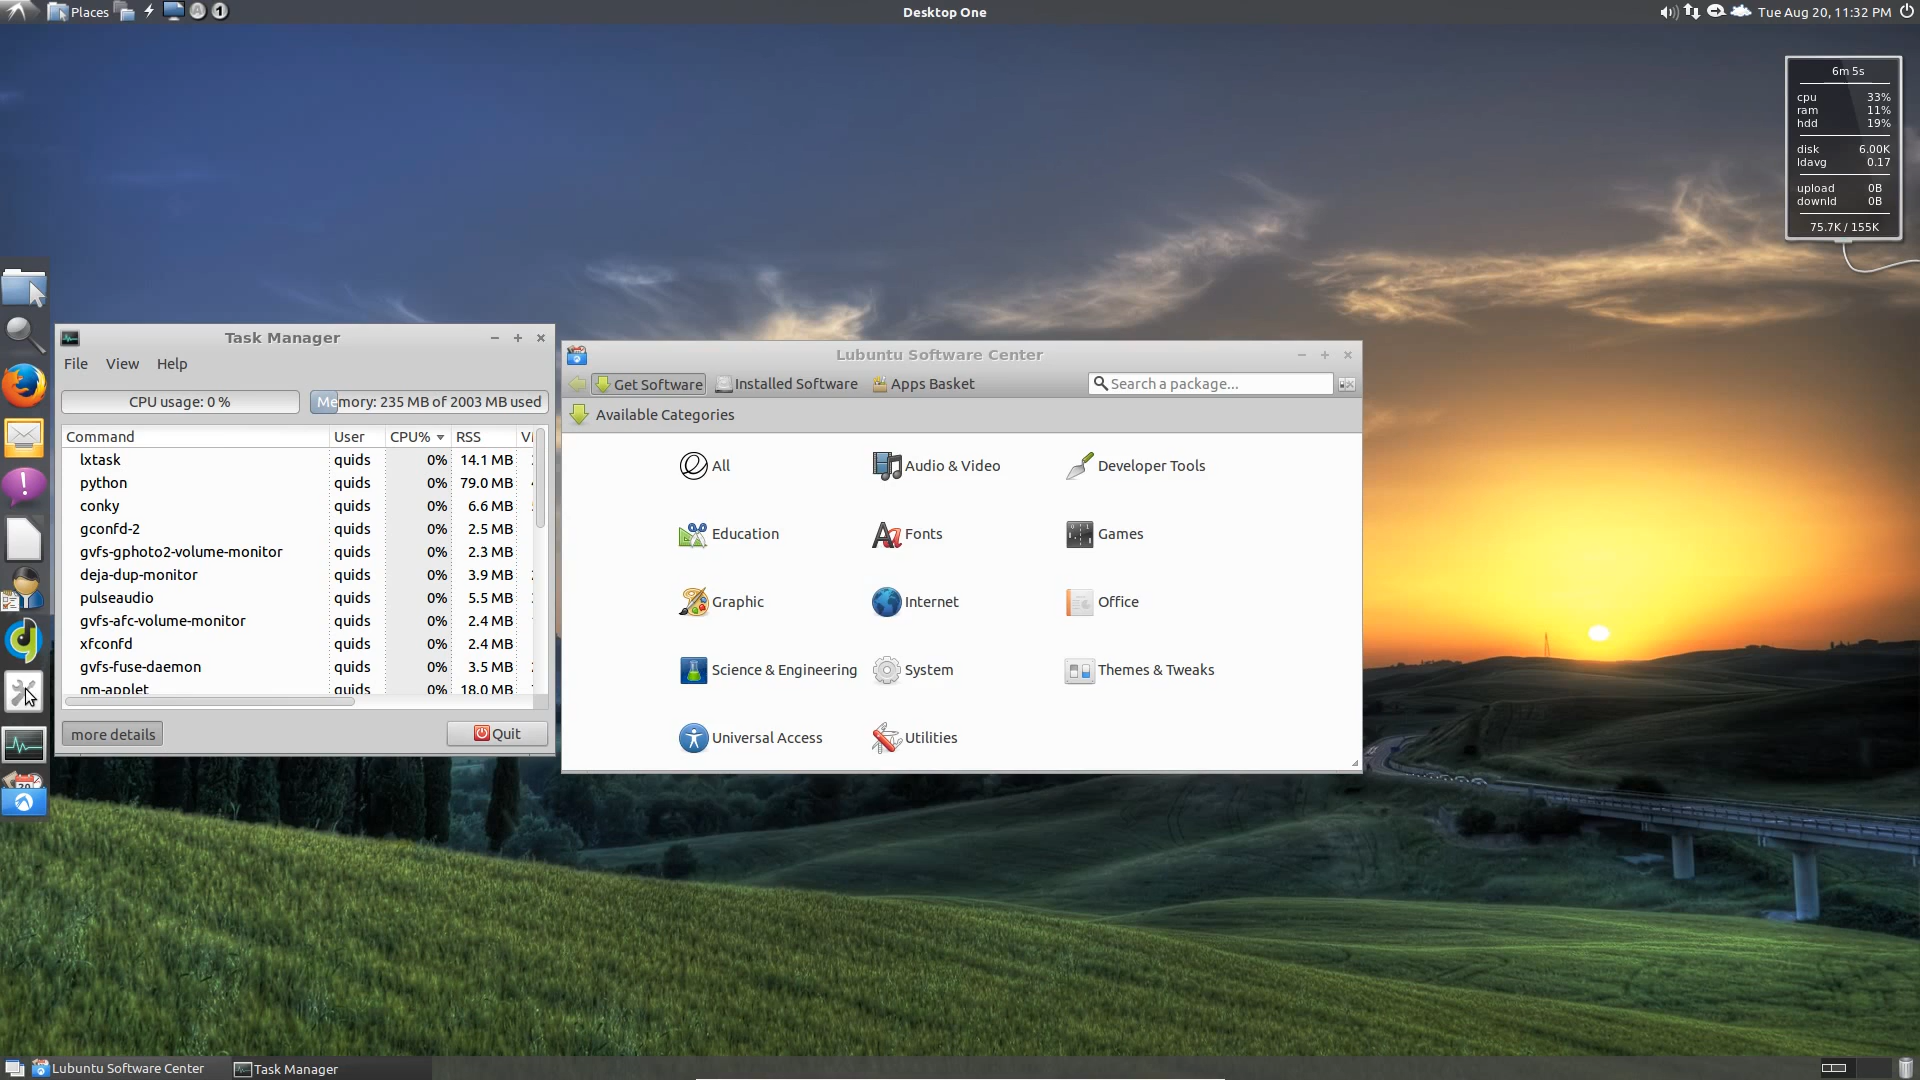 Places
1
Desktop One
Tue Aug 20, 11:32 PM
6m 5s
cpu 33%
ram 11%
hdd 19%
disk 6.00K
ldavg 0.17
upload 0B
downld 0B
75.7K / 155K
Task Manager
File View Help
CPU usage: 0 %
Memory: 235 MB of 2003 MB used
Command User CPU% RSS
lxtask quids 0% 14.1 MB
python quids 0% 79.0 MB
conky quids 0% 6.6 MB
gconfd-2 quids 0% 2.5 MB
gvfs-gphoto2-volume-monitor quids 0% 2.3 MB
deja-dup-monitor quids 0% 3.9 MB
pulseaudio quids 0% 5.5 MB
gvfs-afc-volume-monitor quids 0% 2.4 MB
xfconfd quids 0% 2.4 MB
gvfs-fuse-daemon quids 0% 3.5 MB
nm-applet quids 0% 18.0 MB
more details
Quit
Lubuntu Software Center
Get Software Installed Software Apps Basket
Search a package...
Available Categories
All Audio & Video Developer Tools
Education Fonts Games
Graphic Internet Office
Science & Engineering System Themes & Tweaks
Universal Access Utilities
Lubuntu Software Center
Task Manager